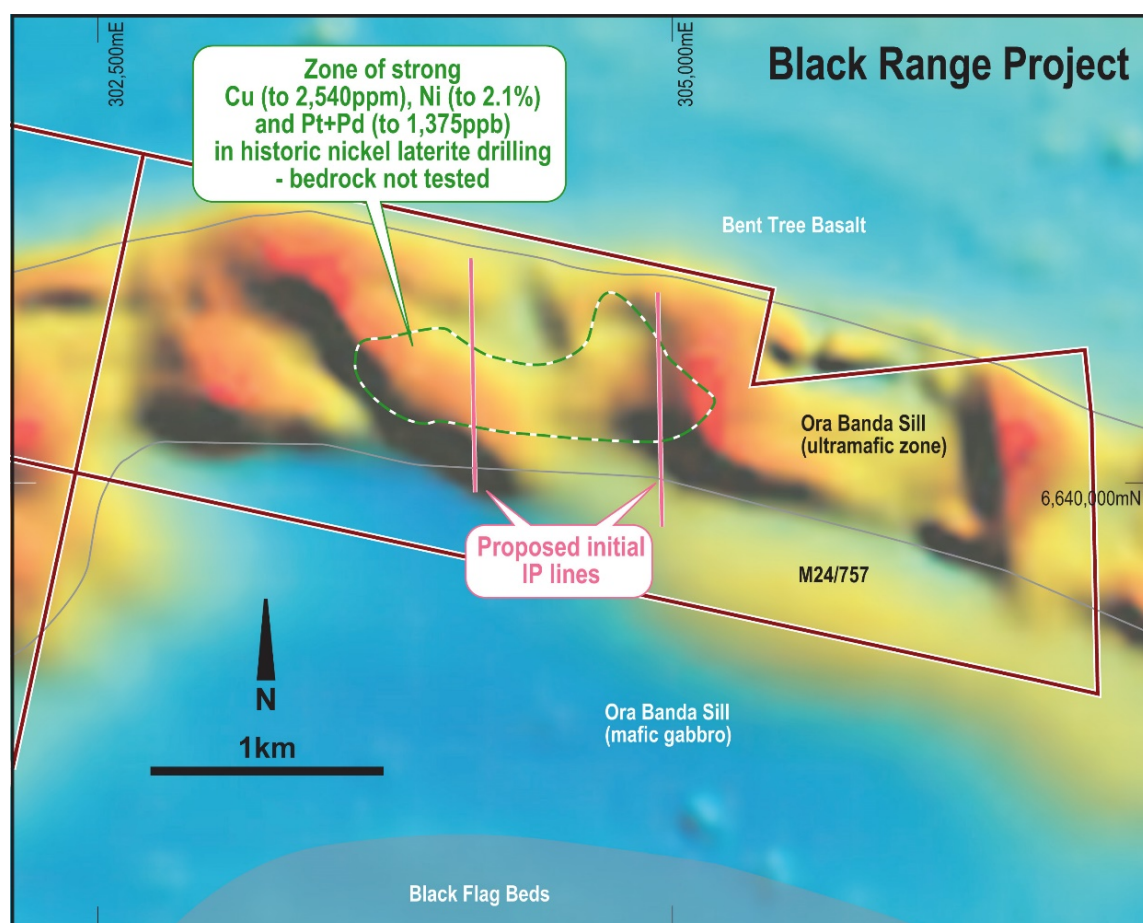 302,500mE
305,000mE
Black Range Project
Zone of strong
Cu (to 2,540ppm), Ni (to 2.1%)
and Pt+Pd (to 1,375ppb)
in historic nickel laterite drilling
- bedrock not tested
Bent Tree Basalt
Ora Banda Sill
(ultramafic zone)
6,640,000mN
Proposed initial
IP lines
M24/757
N
1km
Ora Banda Sill
(mafic gabbro)
Black Flag Beds